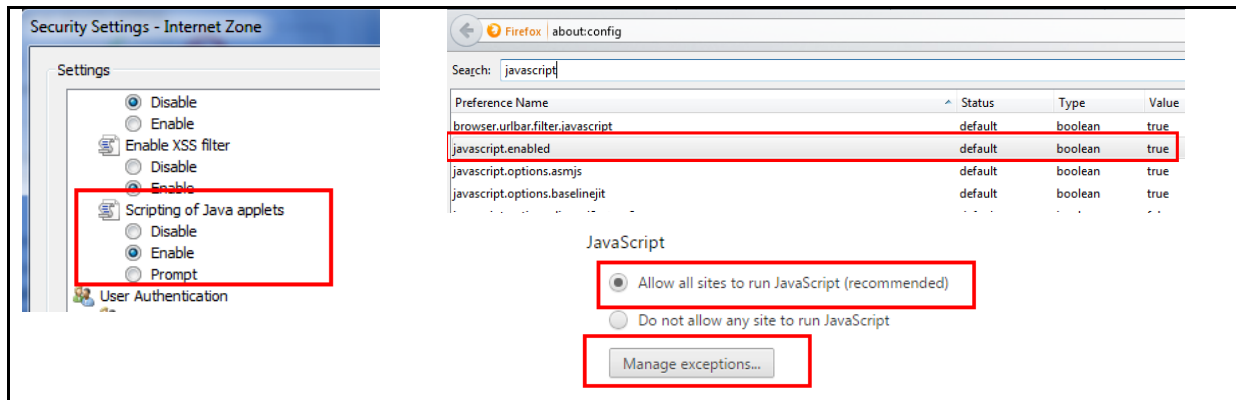 Security Settings - Internet Zone
Settings
Disable
Enable
Enable XSS filter
Disable
Enable
Scripting of Java applets
Disable
Enable
Prompt
User Authentication
Firefox about:config
Search: javascript
Preference Name Status Type Value
browser.urlbar.filter.javascript default boolean true
javascript.enabled default boolean true
javascript.options.asmjs default boolean true
javascript.options.baselinejit default boolean true
JavaScript
Allow all sites to run JavaScript (recommended)
Do not allow any site to run JavaScript
Manage exceptions...